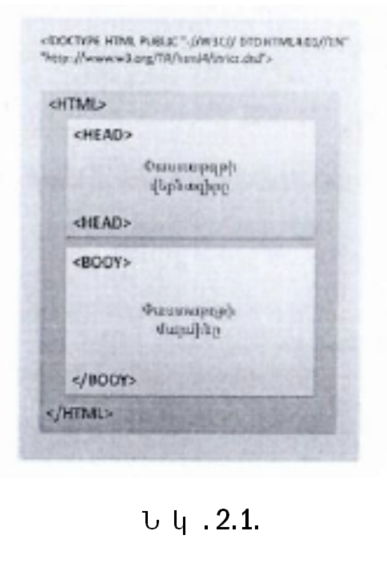 <!DOCTYPE HTML PUBLIC "-//W3C// DTD HTML 4.01//EN"
"http://www.w3.org/TR/html4/strict.dtd">
<HTML>
<HEAD>
Փաստաթղթի
վերնագիրը
<HEAD>
<BODY>
Փաստաթղթի
մարմինը
</BODY>
</HTML>
Ն կ . 2.1.